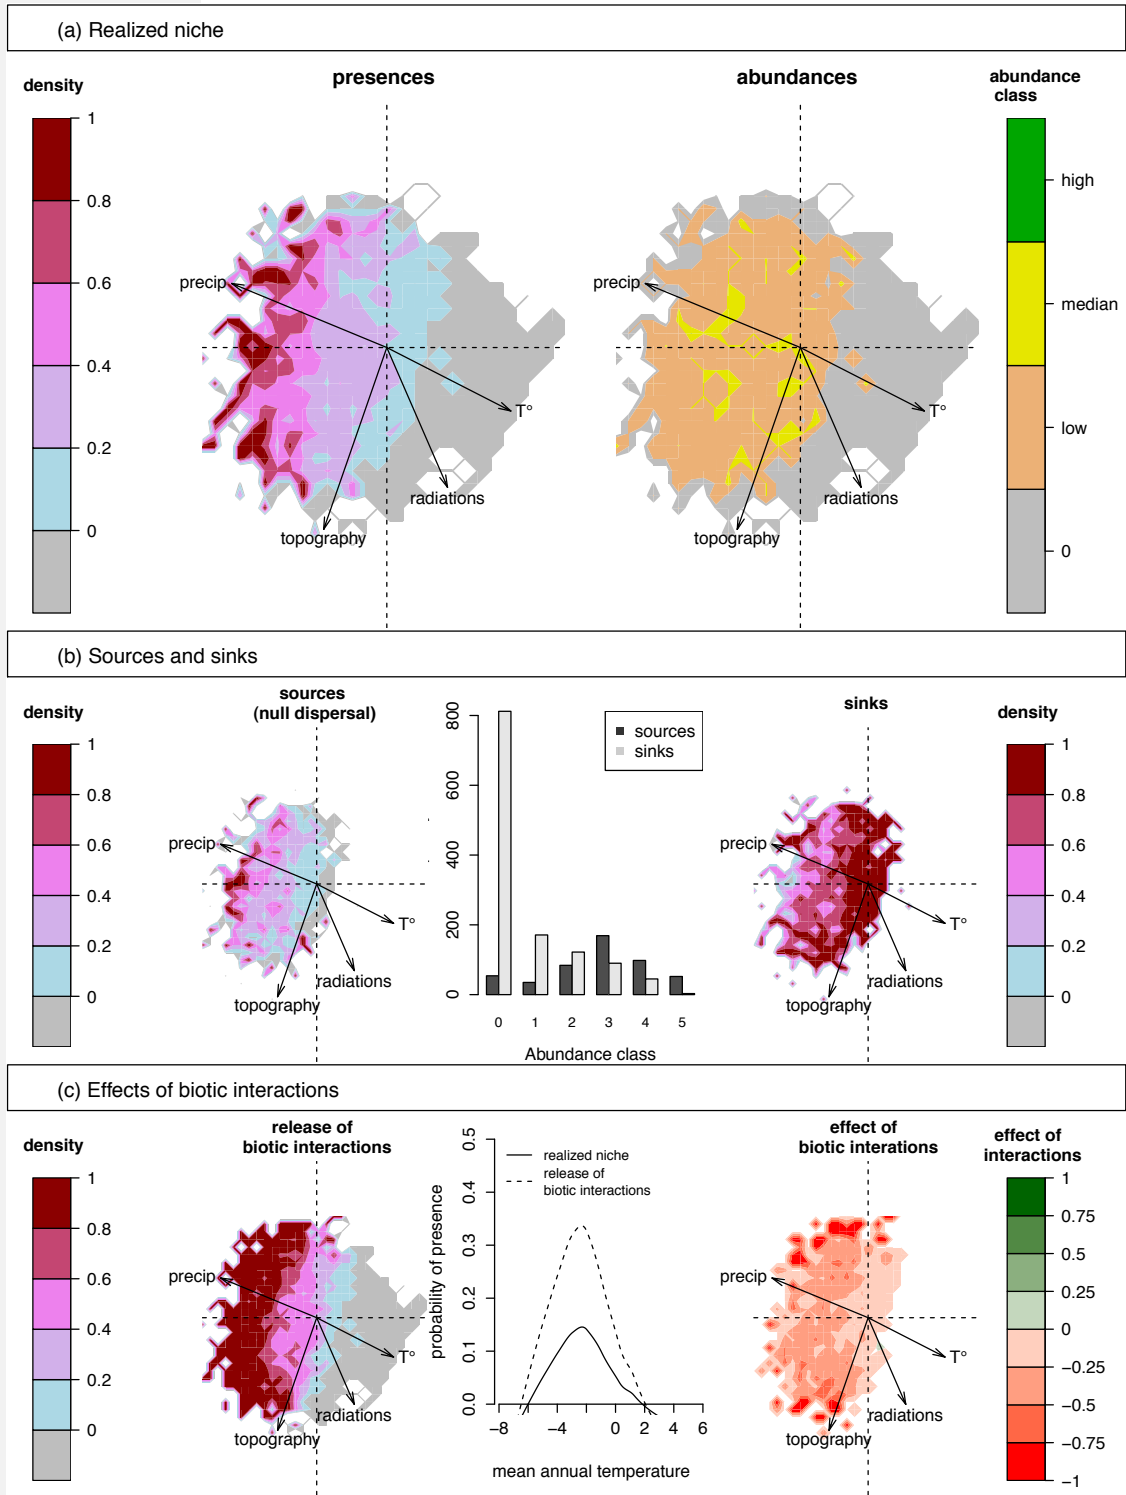 (a) Realized niche
density
presences
abundances
abundance
class
1
0.8
0.6
0.4
0.2
0
precip
T°
radiations
topography
precip
T°
radiations
topography
high
median
low
0
(b) Sources and sinks
density
sources
(null dispersal)
sinks
density
1
0.8
0.6
0.4
0.2
0
precip
T°
radiations
topography
800
600
400
200
0
sources
sinks
0 1 2 3 4 5
Abundance class
precip
T°
radiations
topography
1
0.8
0.6
0.4
0.2
0
(c) Effects of biotic interactions
density
release of
biotic interactions
effect of
biotic interations
effect of
interactions
1
0.8
0.6
0.4
0.2
0
precip
T°
radiations
topography
probability of presence
0.5
0.4
0.3
0.2
0.1
0.0
realized niche
release of
biotic interactions
−8 −4 0 2 4 6
mean annual temperature
precip
T°
radiations
topography
1
0.75
0.5
0.25
0
−0.25
−0.5
−0.75
−1